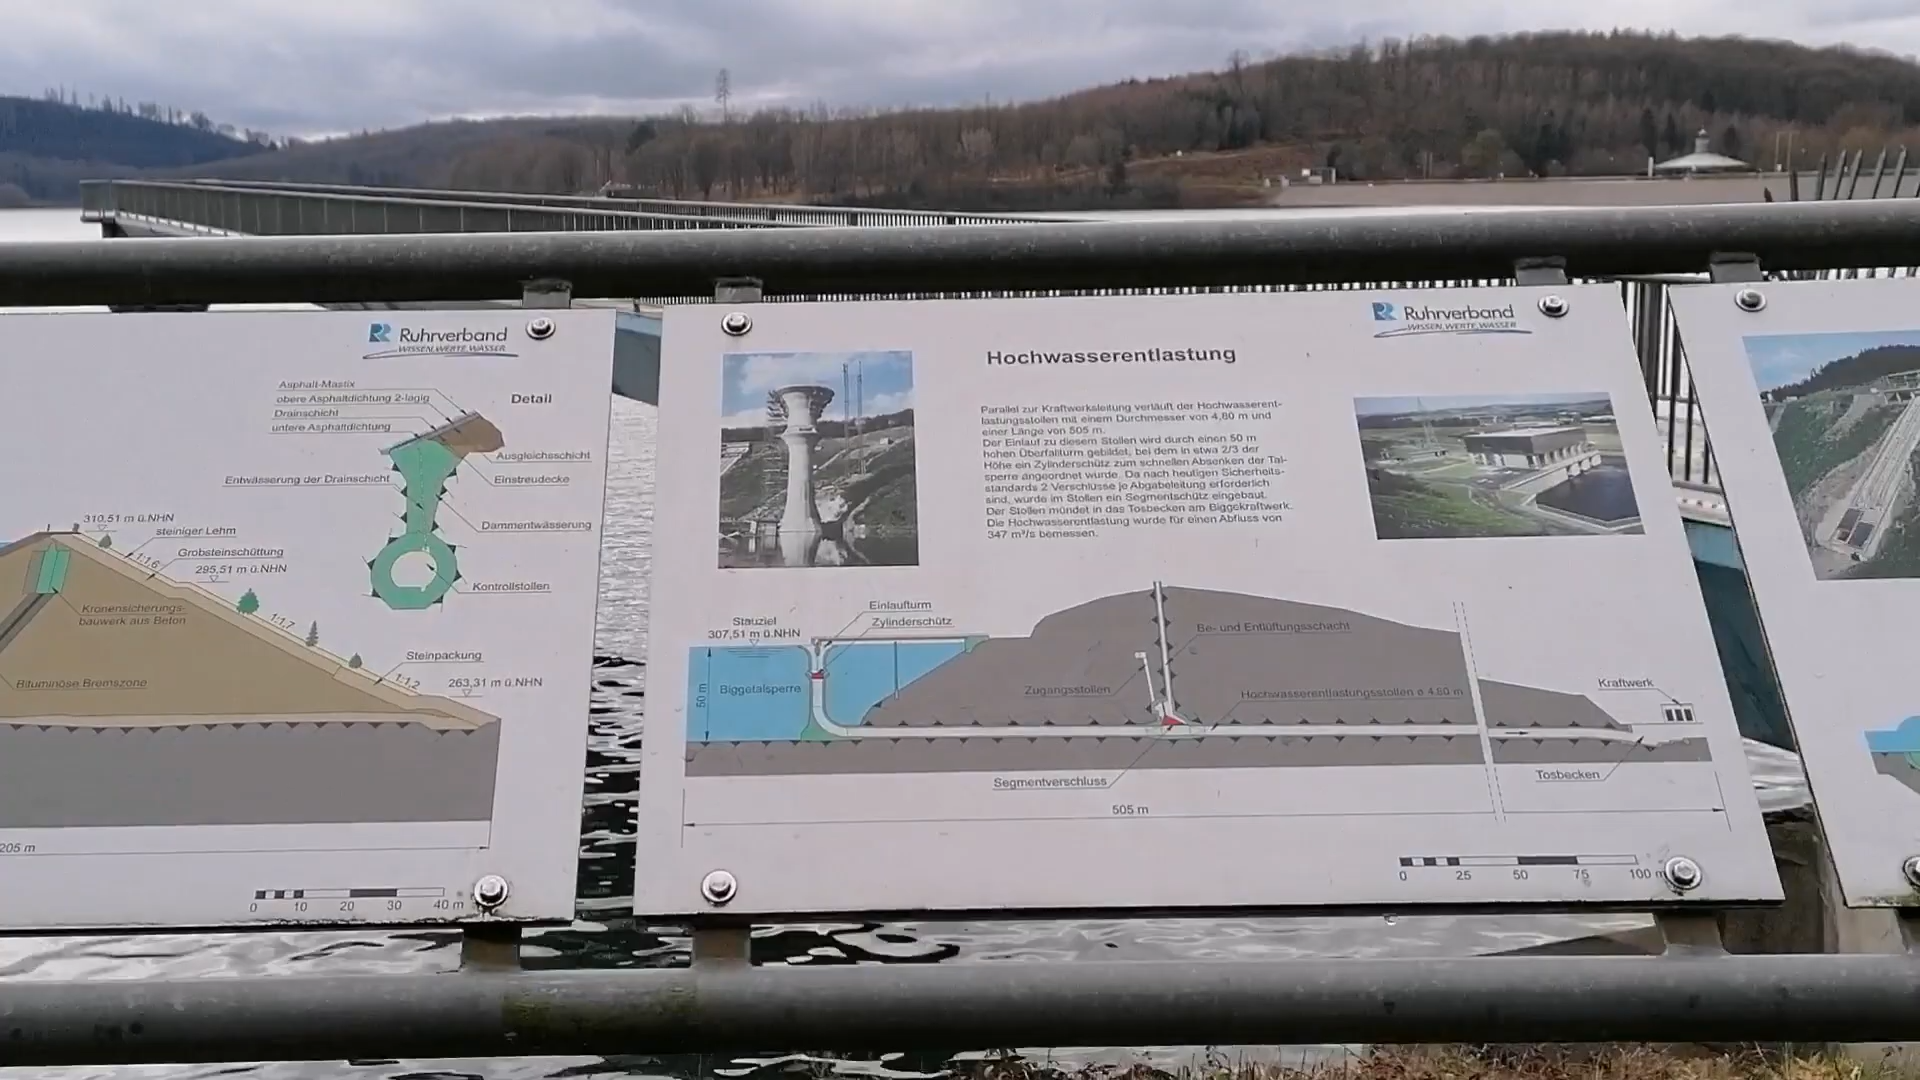 Ruhrverband
WISSEN, WERTE, WASSER
Detail
Asphalt-Mastix
obere Asphaltdichtung 2-lagig
Drainschicht
untere Asphaltdichtung
Ausgleichsschicht
Entwässerung der Drainschicht
Einstreudecke
Dammentwässerung
Kontrollstollen
310,51 m ü.NHN
steiniger Lehm
1:1,6
Grobsteinschüttung
295,51 m ü.NHN
Kronensicherungs-
bauwerk aus Beton
1:1,7
Steinpackung
1:1,2
263,31 m ü.NHN
Bituminöse Bremszone
205 m
0 10 20 30 40 m
Ruhrverband
WISSEN, WERTE, WASSER
Hochwasserentlastung
Parallel zur Kraftwerksleitung verläuft der Hochwasserent-
lastungsstollen mit einem Durchmesser von 4,80 m und
einer Länge von 505 m.
Der Einlauf zu diesem Stollen wird durch einen 50 m
hohen Überfallturm gebildet, bei dem in etwa 2/3 der
Höhe ein Zylinderschütz zum schnellen Absenken der Tal-
sperre angeordnet wurde. Da nach heutigen Sicherheits-
standards 2 Verschlüsse je Abgabeleitung erforderlich
sind, wurde im Stollen ein Segmentschütz eingebaut.
Der Stollen mündet in das Tosbecken am Biggekraftwerk.
Die Hochwasserentlastung wurde für einen Abfluss von
347 m³/s bemessen.
Stauziel
307,51 m ü.NHN
Einlaufturm
Zylinderschütz
50 m
Biggetalsperre
Be- und Entlüftungsschacht
Zugangsstollen
Hochwasserentlastungsstollen ø 4.80 m
Kraftwerk
Segmentverschluss
Tosbecken
505 m
0 25 50 75 100 m